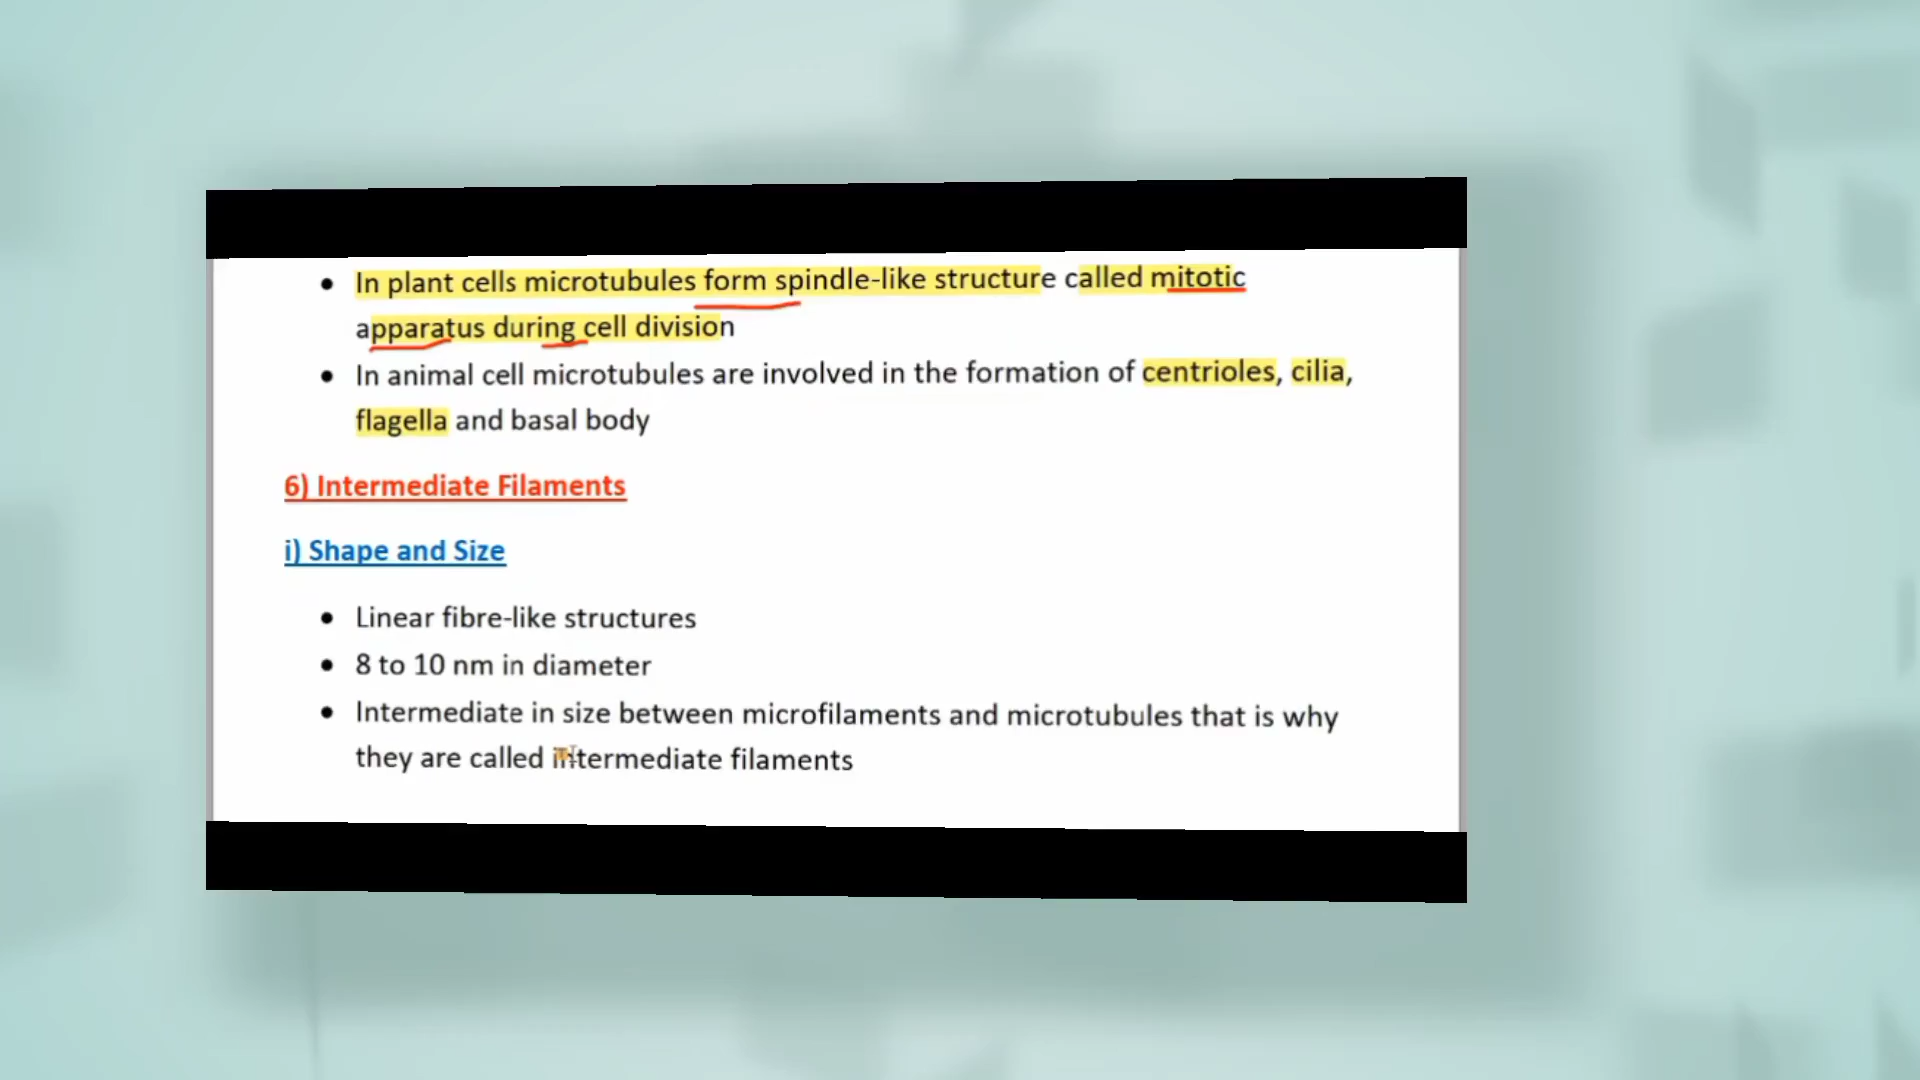 • In plant cells microtubules form spindle-like structure called mitotic
apparatus during cell division
• In animal cell microtubules are involved in the formation of centrioles, cilia,
flagella and basal body
6) Intermediate Filaments
i) Shape and Size
• Linear fibre-like structures
• 8 to 10 nm in diameter
• Intermediate in size between microfilaments and microtubules that is why
they are called intermediate filaments